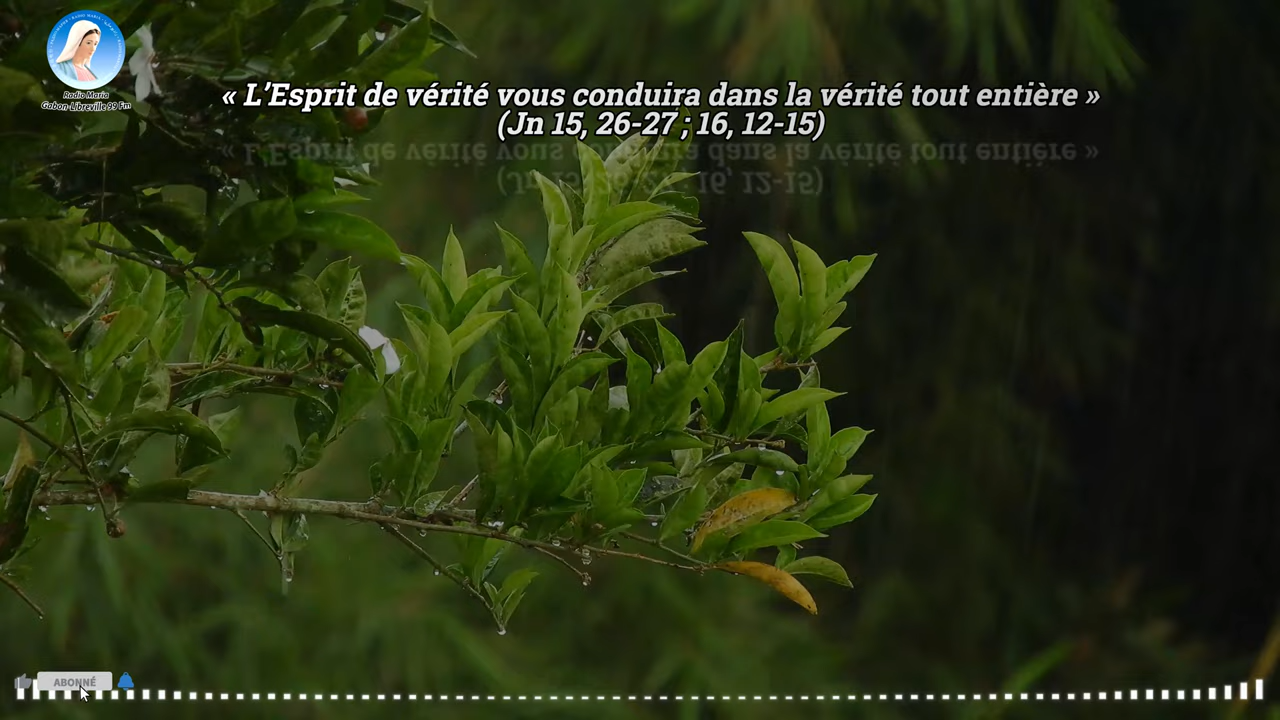 Radio Maria
Gabon-Libreville 99 Fm
« L’Esprit de vérité vous conduira dans la vérité tout entière »
(Jn 15, 26-27 ; 16, 12-15)
ABONNÉ